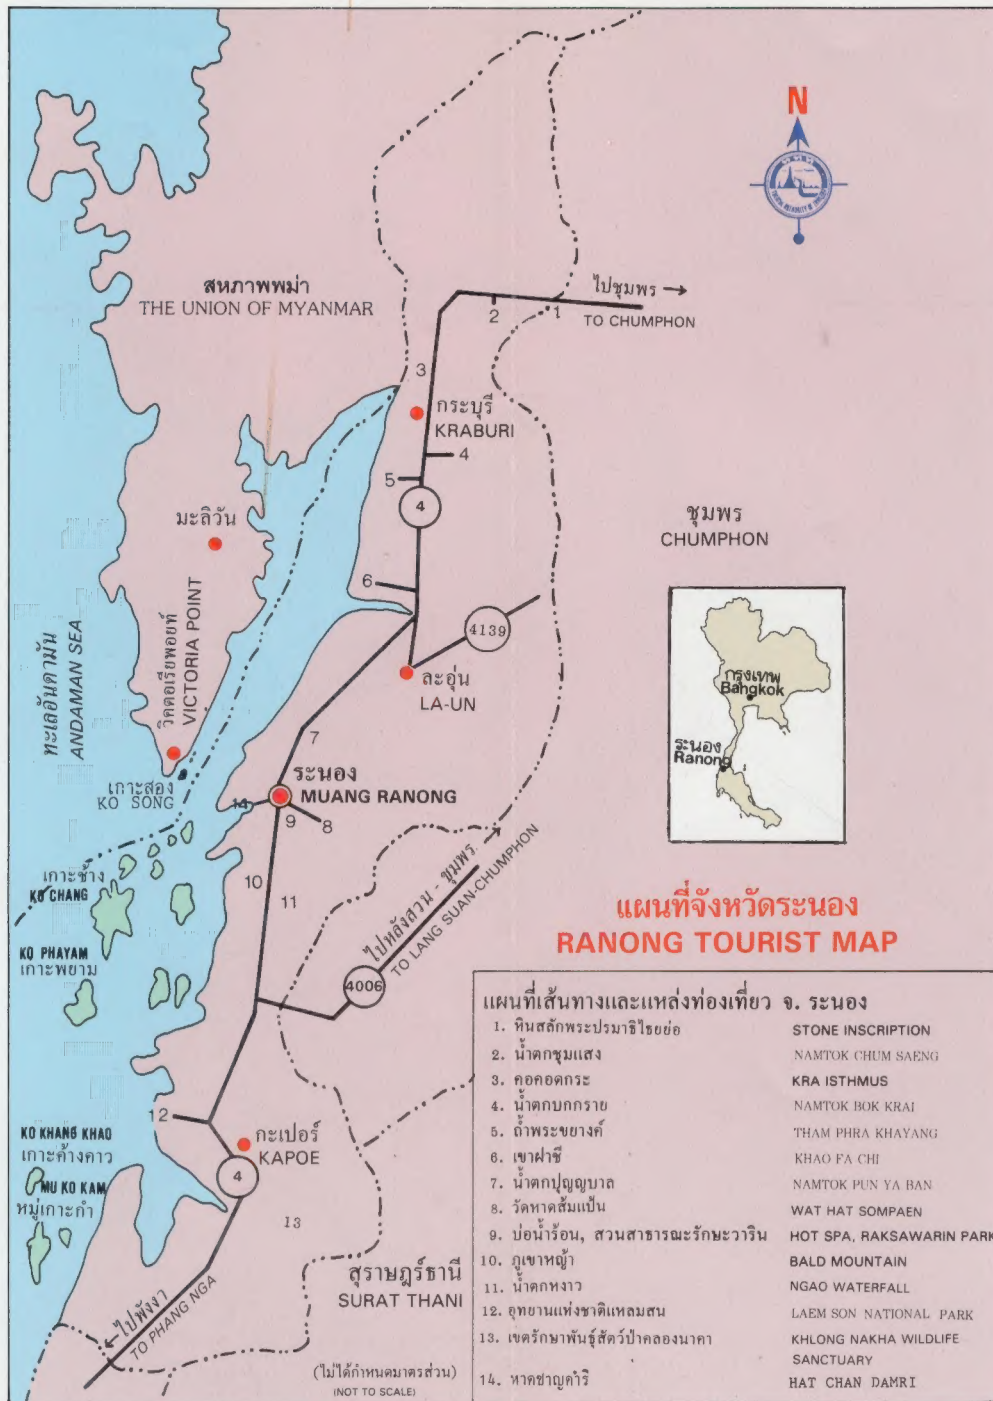 N
สหภาพพม่า
THE UNION OF MYANMAR
ไปชุมพร →
TO CHUMPHON
2
1
3
กระบุรี
KRABURI
4
5
4
มะลิวัน
ชุมพร
CHUMPHON
6
4139
ทะเลอันดามัน
ANDAMAN SEA
วิคตอเรียพอยท์
VICTORIA POINT
ละอุ่น
LA-UN
กรุงเทพ
Bangkok
ระนอง
Ranong
7
เกาะสอง
KO SONG
ระนอง
MUANG RANONG
14
9
8
เกาะช้าง
KO CHANG
10
11
ไปหลังสวน - ชุมพร →
TO LANG SUAN-CHUMPHON
แผนที่จังหวัดระนอง
RANONG TOURIST MAP
KO PHAYAM
เกาะพยาม
4006
แผนที่เส้นทางและแหล่งท่องเที่ยว จ. ระนอง
1. หินสลักพระปรมาธิไธยย่อ STONE INSCRIPTION
2. น้ำตกชุมแสง NAMTOK CHUM SAENG
3. คอคอดกระ KRA ISTHMUS
4. น้ำตกบกกราย NAMTOK BOK KRAI
5. ถ้ำพระขยางค์ THAM PHRA KHAYANG
6. เขาฝาชี KHAO FA CHI
7. น้ำตกปุญญบาล NAMTOK PUN YA BAN
8. วัดหาดส้มแป้น WAT HAT SOMPAEN
9. บ่อน้ำร้อน, สวนสาธารณะรักษะวาริน HOT SPA, RAKSAWARIN PARK
10. ภูเขาหญ้า BALD MOUNTAIN
11. น้ำตกหงาว NGAO WATERFALL
12. อุทยานแห่งชาติแหลมสน LAEM SON NATIONAL PARK
13. เขตรักษาพันธุ์สัตว์ป่าคลองนาคา KHLONG NAKHA WILDLIFE
SANCTUARY
14. หาดชาญดำริ HAT CHAN DAMRI
12
KO KHANG KHAO
เกาะค้างคาว
กะเปอร์
KAPOE
MU KO KAM
หมู่เกาะกำ
4
13
สุราษฎร์ธานี
SURAT THANI
← ไปพังงา
TO PHANG NGA
(ไม่ได้กำหนดมาตรส่วน)
(NOT TO SCALE)